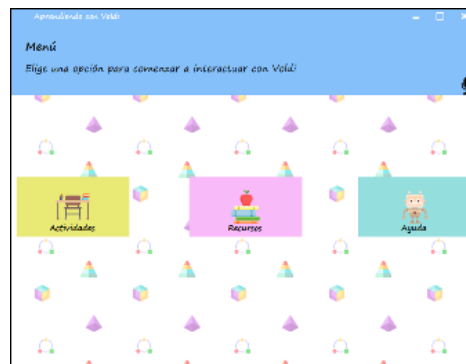 Aprendiendo con Voldi
Menú
Elige una opción para comenzar a interactuar con Voldi
Actividades
Recursos
Ayuda